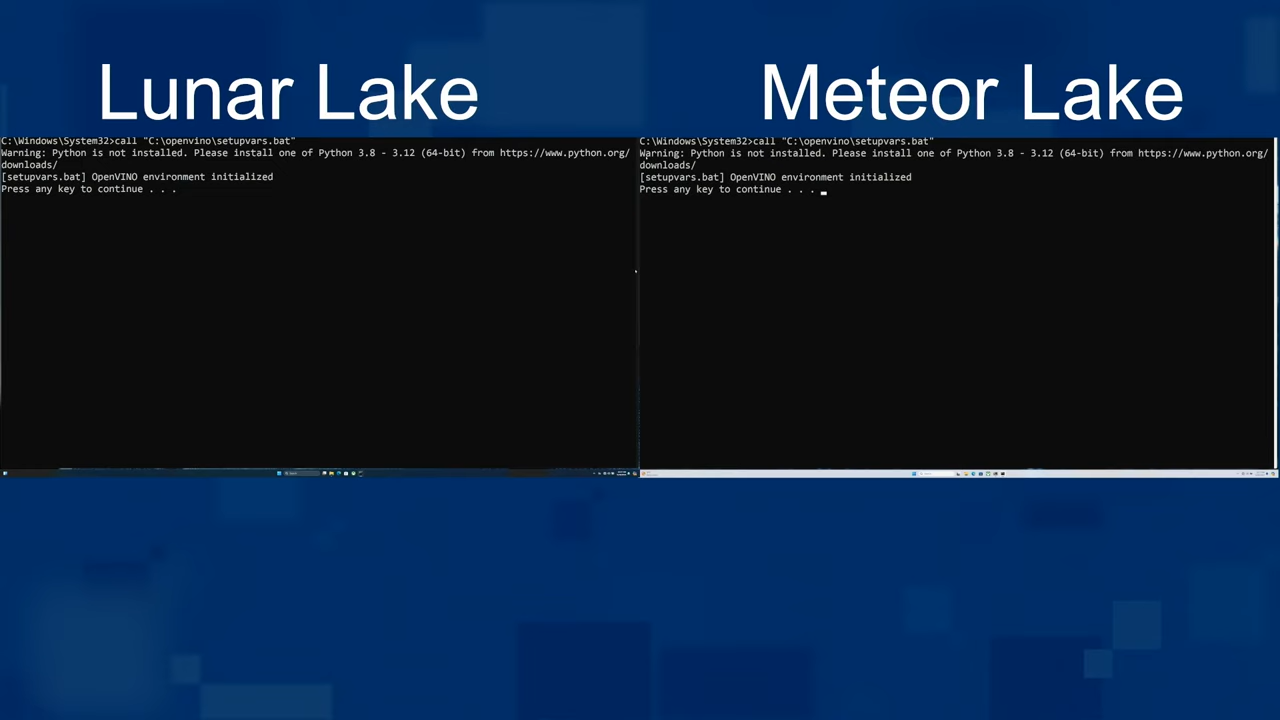 Lunar Lake
C:\Windows\System32>call "C:\openvino\setupvars.bat"
Warning: Python is not installed. Please install one of Python 3.8 - 3.12 (64-bit) from https://www.python.org/
downloads/
[setupvars.bat] OpenVINO environment initialized
Press any key to continue . . .
Meteor Lake
C:\Windows\System32>call "C:\openvino\setupvars.bat"
Warning: Python is not installed. Please install one of Python 3.8 - 3.12 (64-bit) from https://www.python.org/
downloads/
[setupvars.bat] OpenVINO environment initialized
Press any key to continue . . .